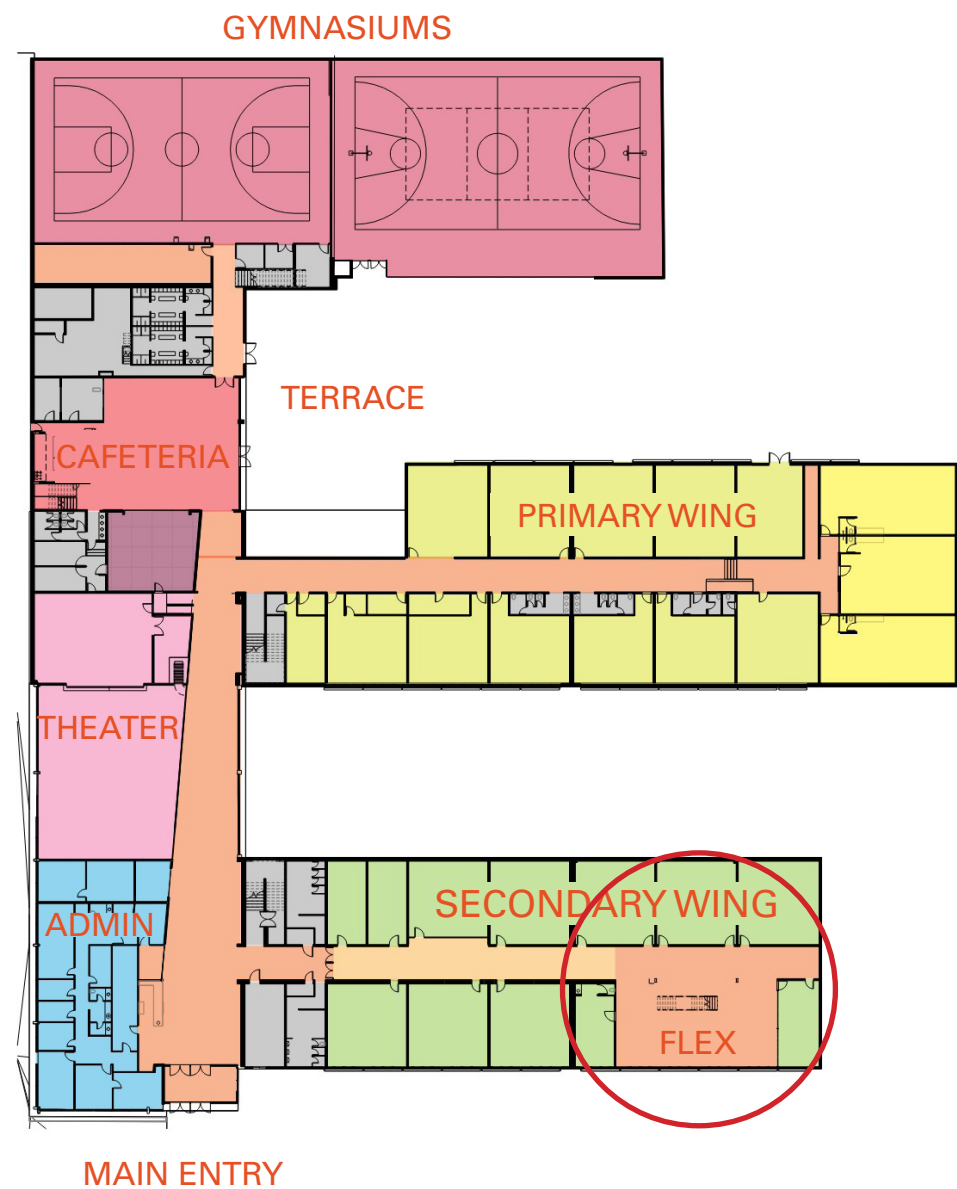 GYMNASIUMS
TERRACE
CAFETERIA
PRIMARY WING
THEATER
SECONDARY WING
ADMIN
FLEX
MAIN ENTRY